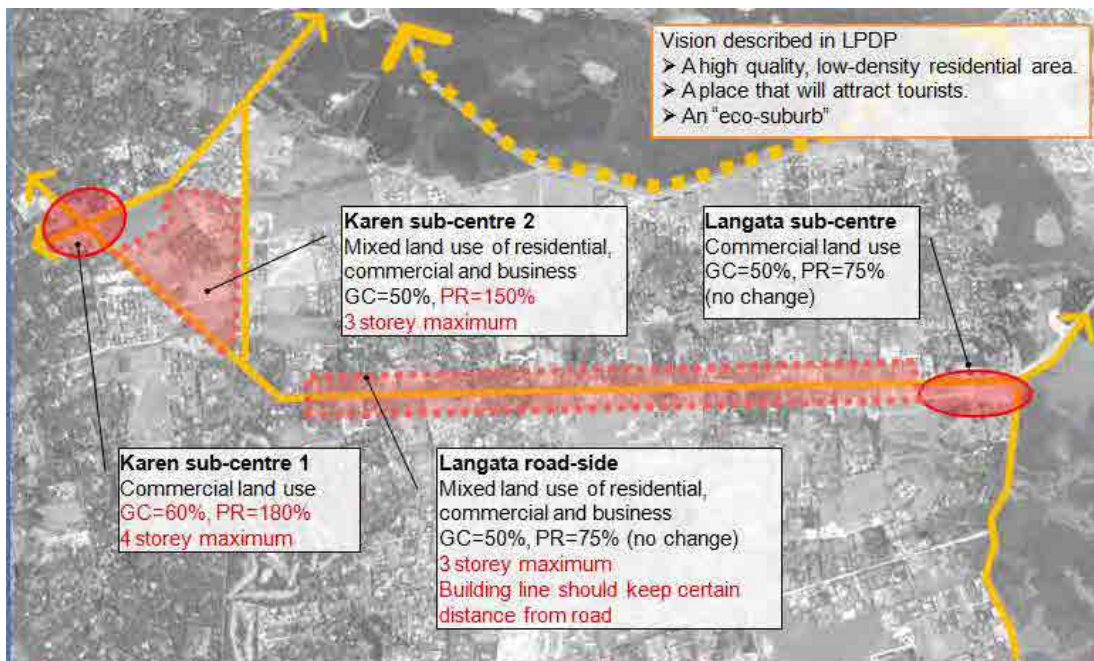 Vision described in LPDP
➢ A high quality, low-density residential area.
➢ A place that will attract tourists.
➢ An “eco-suburb”
Karen sub-centre 2
Mixed land use of residential,
commercial and business
GC=50%, PR=150%
3 storey maximum
Langata sub-centre
Commercial land use
GC=50%, PR=75%
(no change)
Karen sub-centre 1
Commercial land use
GC=60%, PR=180%
4 storey maximum
Langata road-side
Mixed land use of residential,
commercial and business
GC=50%, PR=75% (no change)
3 storey maximum
Building line should keep certain
distance from road